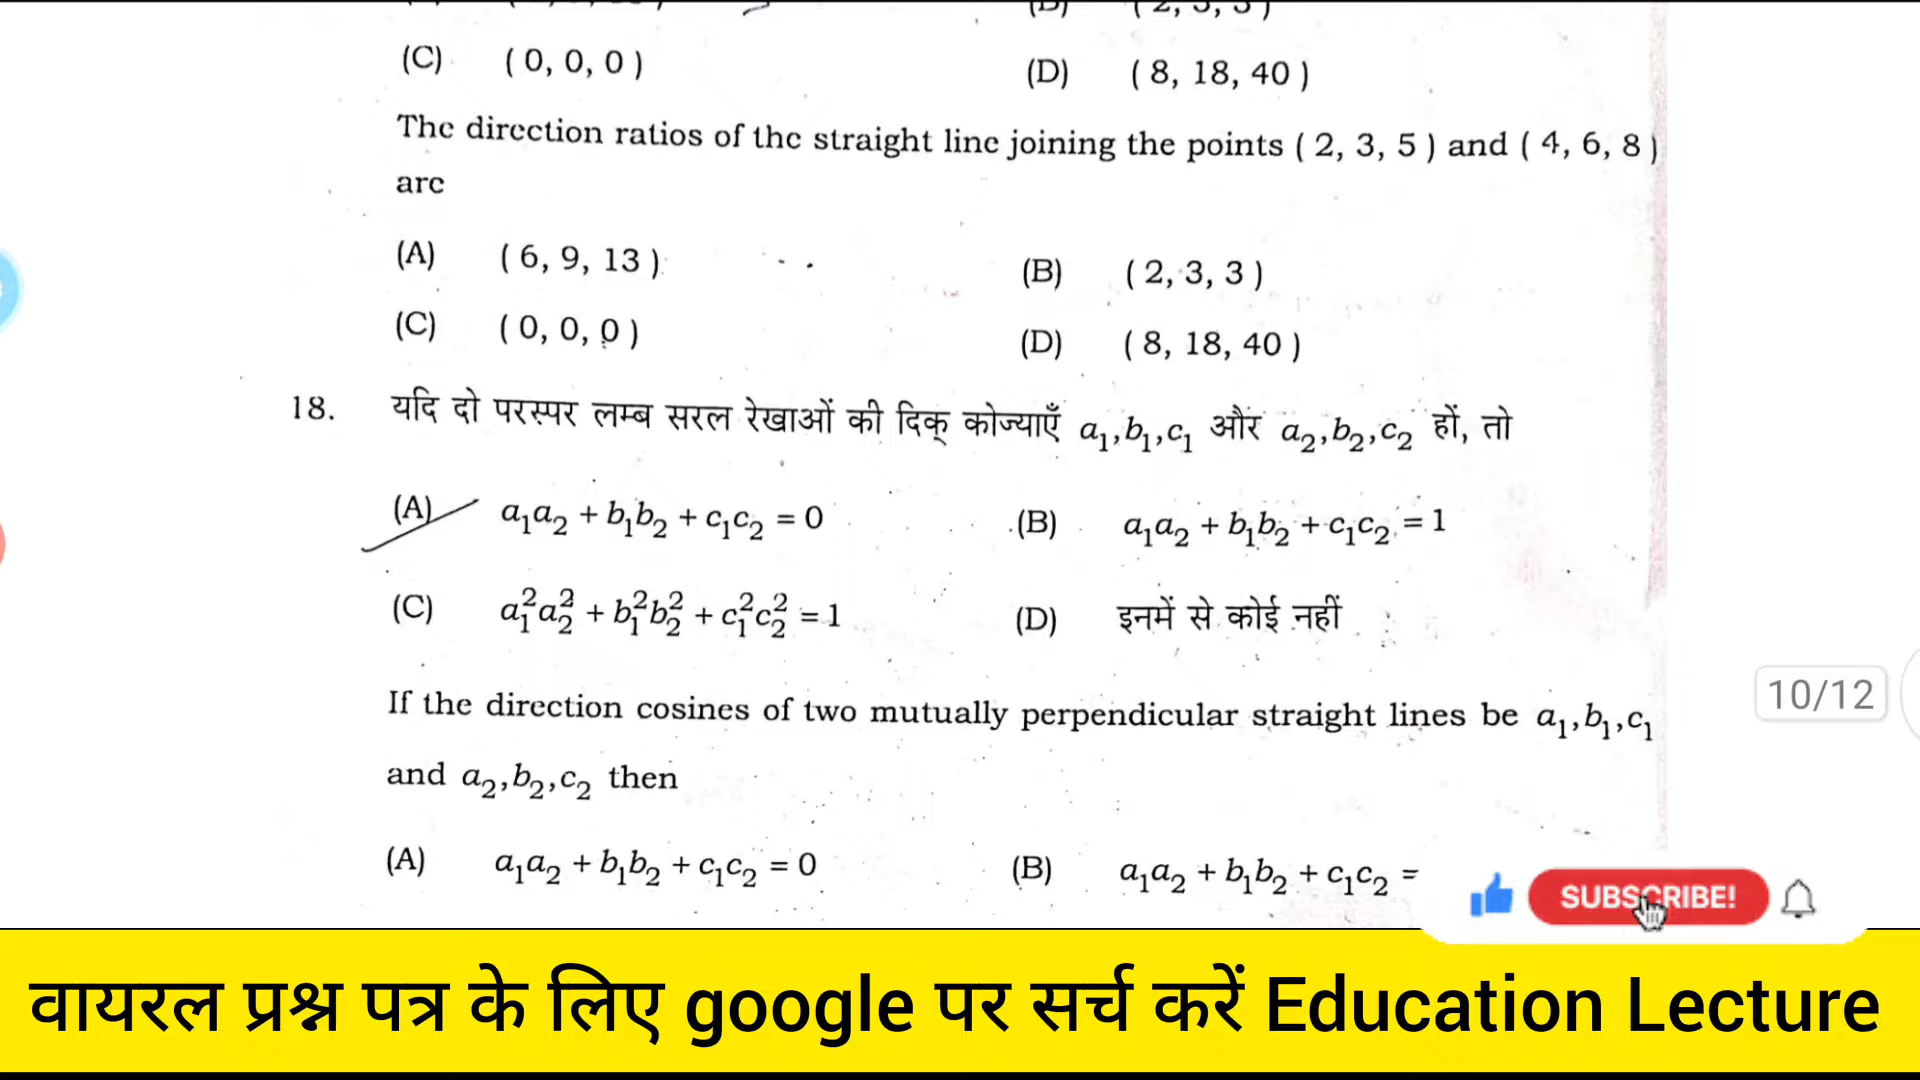 (C) ( 0, 0, 0 ) (D) ( 8, 18, 40 )
The direction ratios of the straight line joining the points ( 2, 3, 5 ) and ( 4, 6, 8 )
are
(A) ( 6, 9, 13 ) (B) ( 2, 3, 3 )
(C) ( 0, 0, 0 ) (D) ( 8, 18, 40 )
18. यदि दो परस्पर लम्ब सरल रेखाओं की दिक् कोज्याएँ a₁,b₁,c₁ और a₂,b₂,c₂ हों, तो
(A) a₁a₂ + b₁b₂ + c₁c₂ = 0 (B) a₁a₂ + b₁b₂ + c₁c₂ = 1
(C) a₁²a₂² + b₁²b₂² + c₁²c₂² = 1 (D) इनमें से कोई नहीं
If the direction cosines of two mutually perpendicular straight lines be a₁,b₁,c₁
10/12
and a₂,b₂,c₂ then
(A) a₁a₂ + b₁b₂ + c₁c₂ = 0 (B) a₁a₂ + b₁b₂ + c₁c₂ =
SUBSCRIBE!
वायरल प्रश्न पत्र के लिए google पर सर्च करें Education Lecture